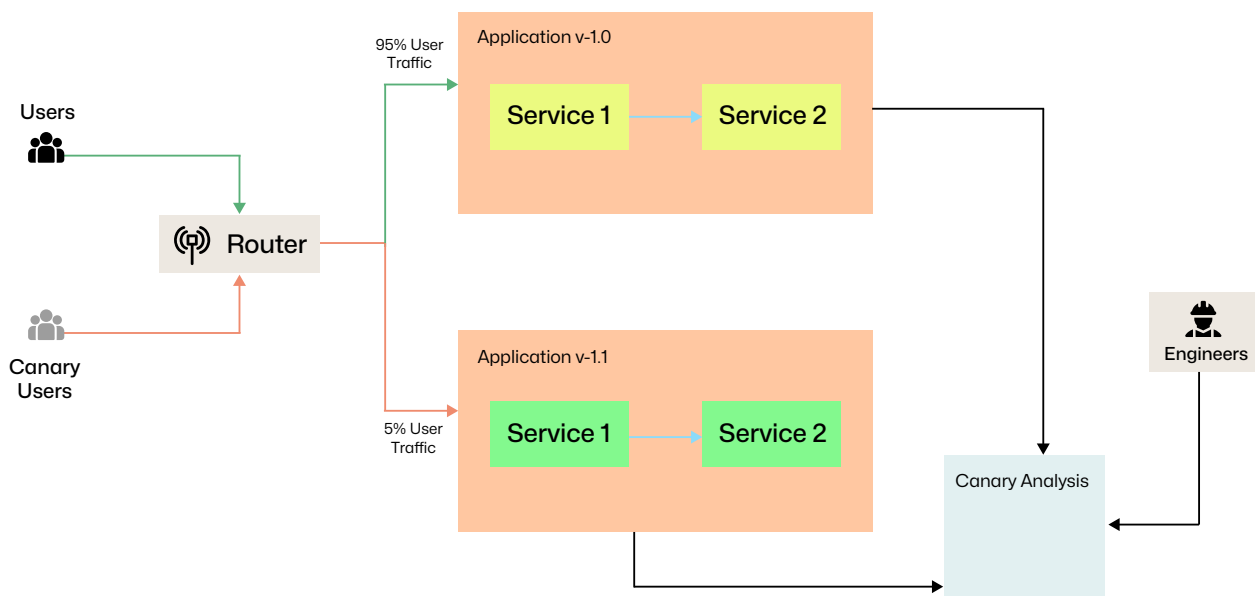 Users
Canary
Users
Router
95% User
Traffic
5% User
Traffic
Application v-1.0
Service 1
Service 2
Application v-1.1
Service 1
Service 2
Canary Analysis
Engineers